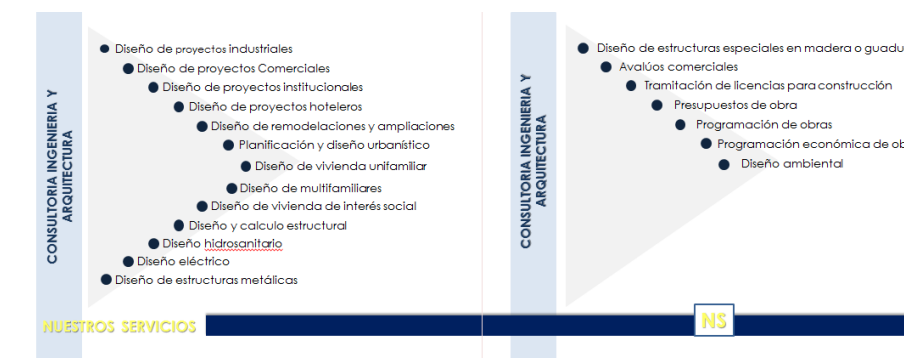 CONSULTORIA INGENIERIA Y
ARQUITECTURA
Diseño de proyectos industriales
Diseño de proyectos Comerciales
Diseño de proyectos institucionales
Diseño de proyectos hoteleros
Diseño de remodelaciones y ampliaciones
Planificación y diseño urbanístico
Diseño de vivienda unifamiliar
Diseño de multifamiliares
Diseño de vivienda de interés social
Diseño y calculo estructural
Diseño hidrosanitario
Diseño eléctrico
Diseño de estructuras metálicas
NUESTROS SERVICIOS
CONSULTORIA INGENIERIA Y
ARQUITECTURA
Diseño de estructuras especiales en madera o guadu
Avalúos comerciales
Tramitación de licencias para construcción
Presupuestos de obra
Programación de obras
Programación económica de ob
Diseño ambiental
NS